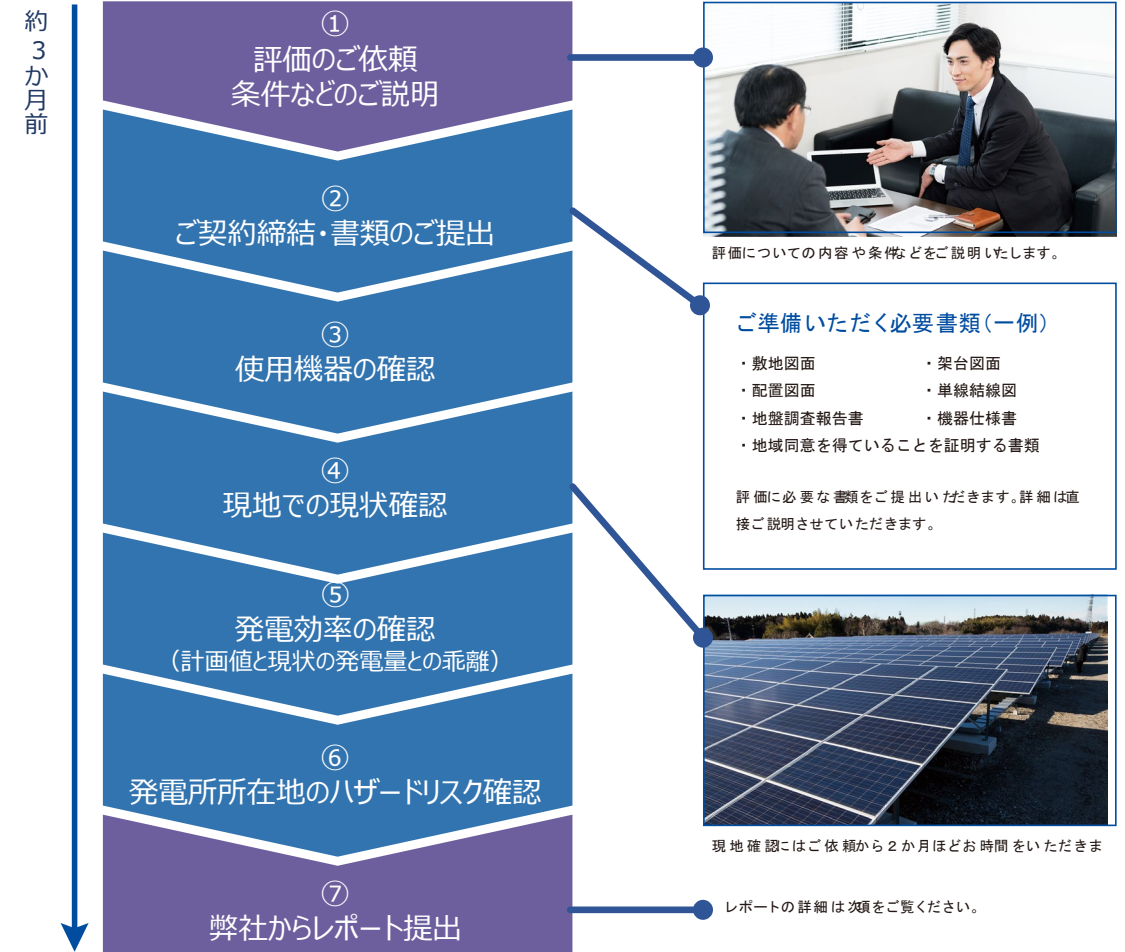 約3か月前
①
評価のご依頼
条件などのご説明
②
ご契約締結・書類のご提出
③
使用機器の確認
④
現地での現状確認
⑤
発電効率の確認
（計画値と現状の発電量との乖離）
⑥
発電所所在地のハザードリスク確認
⑦
弊社からレポート提出
評価についての内容や条件などをご説明いたします。
ご準備いただく必要書類（一例）
・敷地図面
・架台図面
・配置図面
・単線結線図
・地盤調査報告書
・機器仕様書
・地域同意を得ていることを証明する書類
評価に必要な書類をご提出いただきます。詳細は直
接ご説明させていただきます。
現地確認にはご依頼から2か月ほどお時間をいただきま
レポートの詳細は次項をご覧ください。